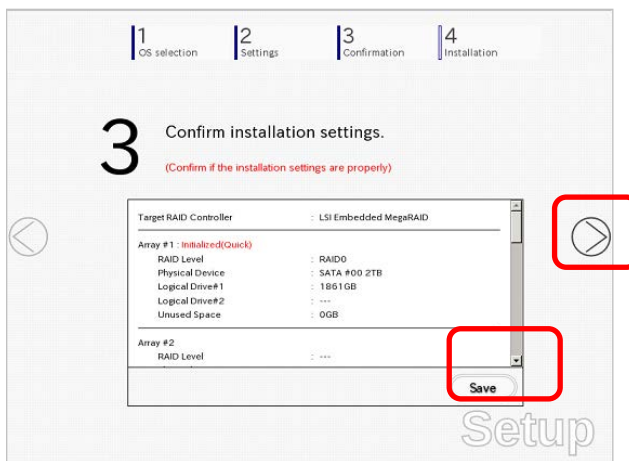 1 2 3 4
OS selection Settings Confirmation Installation
3 Confirm installation settings.
(Confirm if the installation settings are properly)
Target RAID Controller : LSI Embedded MegaRAID
Array #1 : Initialized(Quick)
RAID Level : RAID0
Physical Device : SATA #00 2TB
Logical Drive#1 : 1861GB
Logical Drive#2 : ---
Unused Space : 0GB
Array #2
RAID Level : ---
Save
Setup